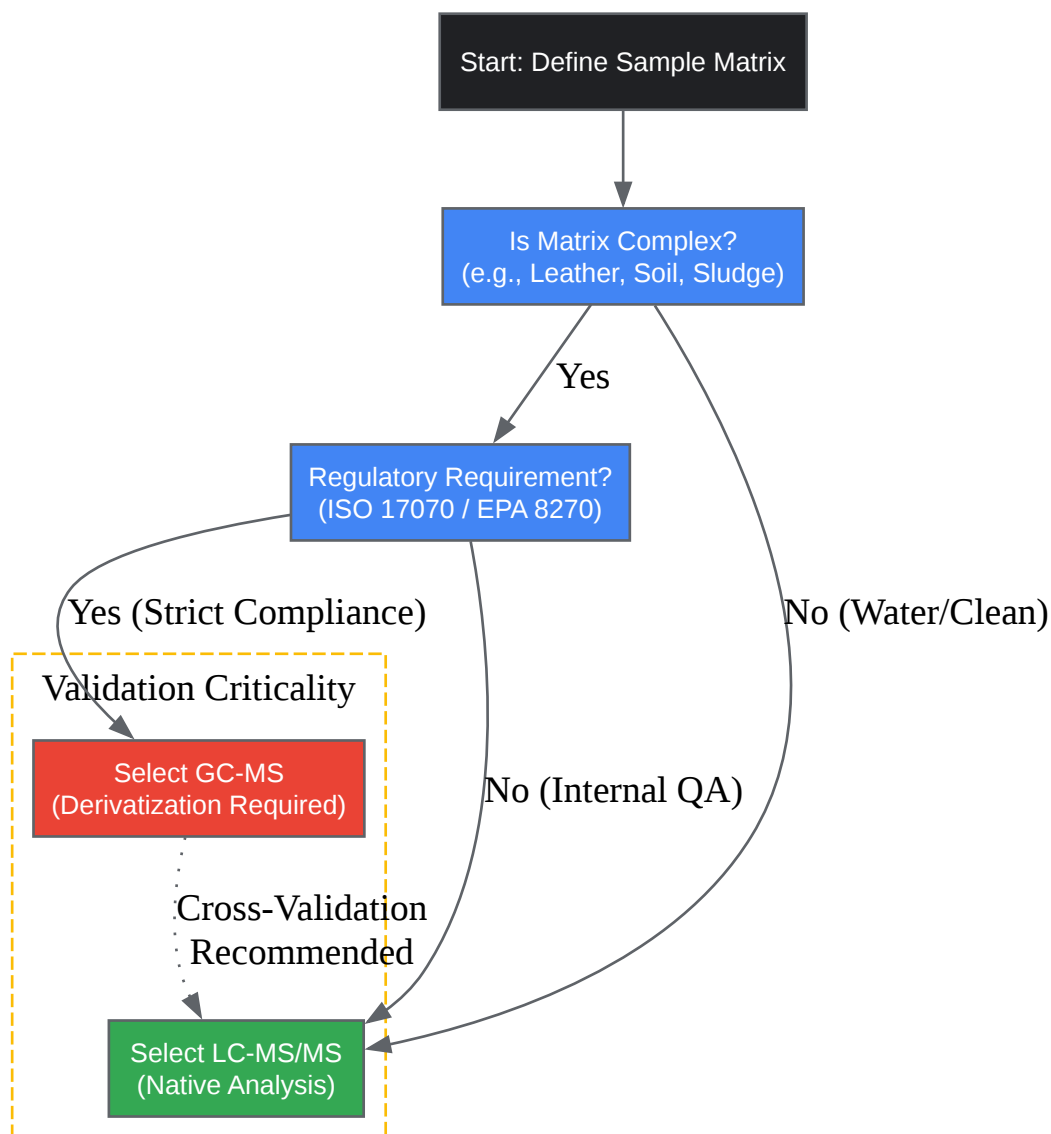 Start: Define Sample Matrix
Is Matrix Complex?
(e.g., Leather, Soil, Sludge)
Yes
Regulatory Requirement?
(ISO 17070 / EPA 8270)
Yes (Strict Compliance)
No (Water/Clean)
Validation Criticality
Select GC-MS
(Derivatization Required)
No (Internal QA)
Cross-Validation
Recommended
Select LC-MS/MS
(Native Analysis)